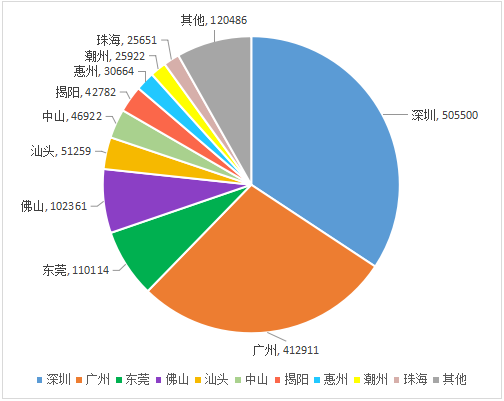 其他, 120486
珠海, 25651
潮州, 25922
惠州, 30664
揭阳, 42782
中山, 46922
汕头, 51259
佛山, 102361
东莞, 110114
广州, 412911
深圳, 505500
深圳 广州 东莞 佛山 汕头 中山 揭阳 惠州 潮州 珠海 其他